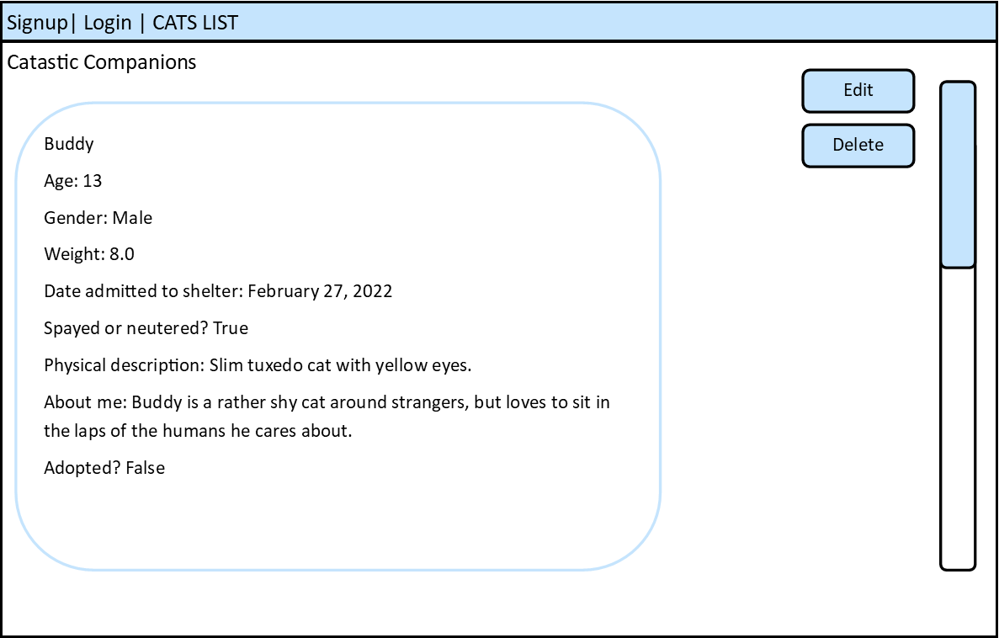 Signup| Login | CATS LIST
Catastic Companions
Edit
Delete
Buddy
Age: 13
Gender: Male
Weight: 8.0
Date admitted to shelter: February 27, 2022
Spayed or neutered? True
Physical description: Slim tuxedo cat with yellow eyes.
About me: Buddy is a rather shy cat around strangers, but loves to sit in
the laps of the humans he cares about.
Adopted? False